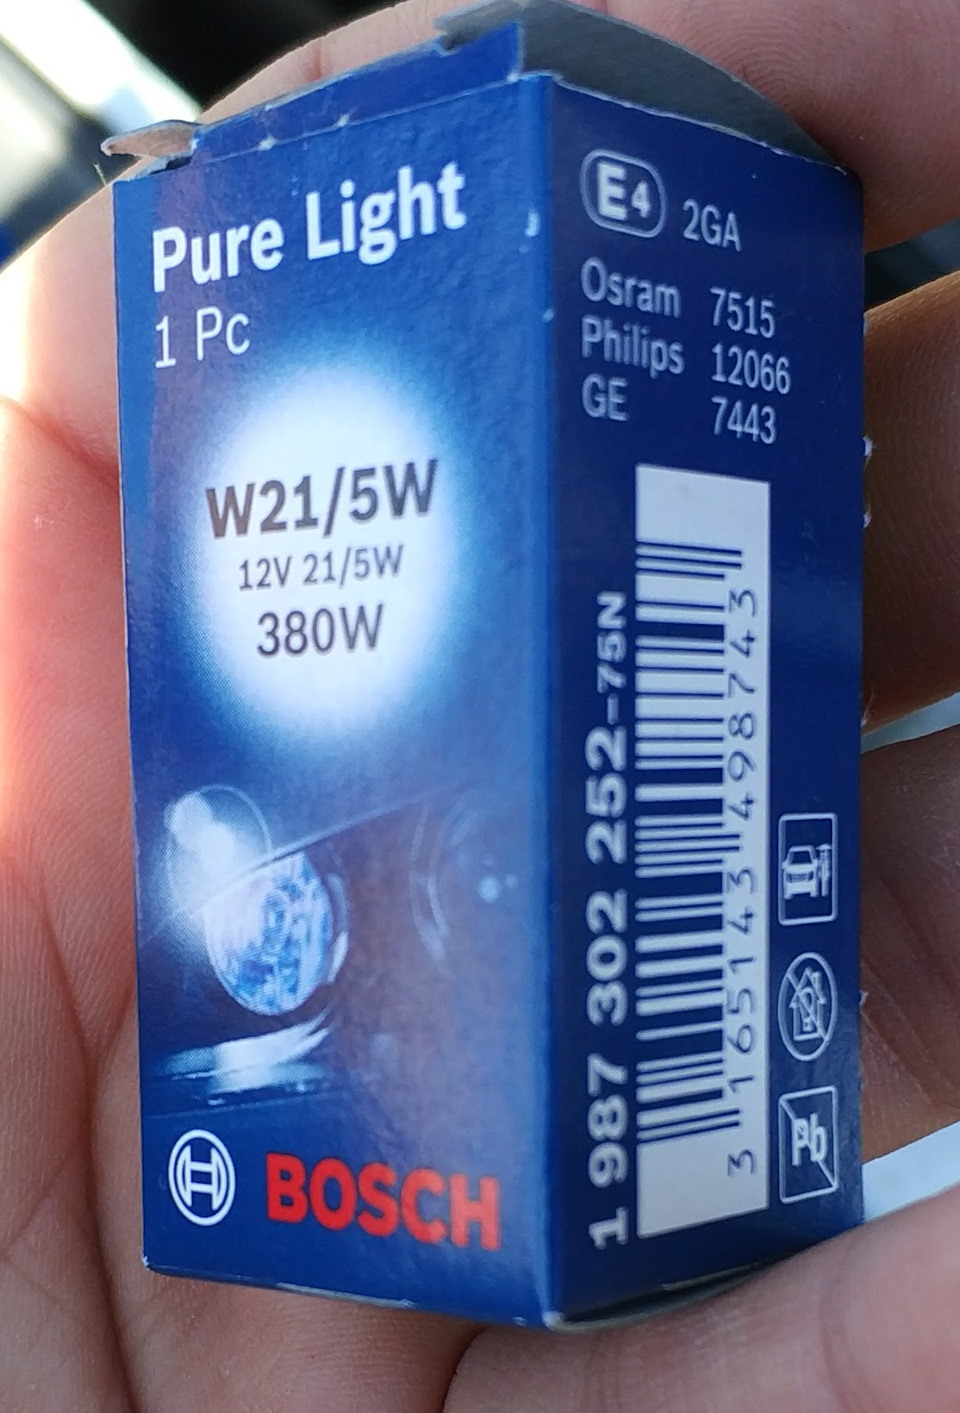 Pure Light
1 Pc
W21/5W
12V 21/5W
380W
BOSCH
E4 2GA
Osram 7515
Philips 12066
GE 7443
1 987 302 252-75N
3 165143 498743
Pb